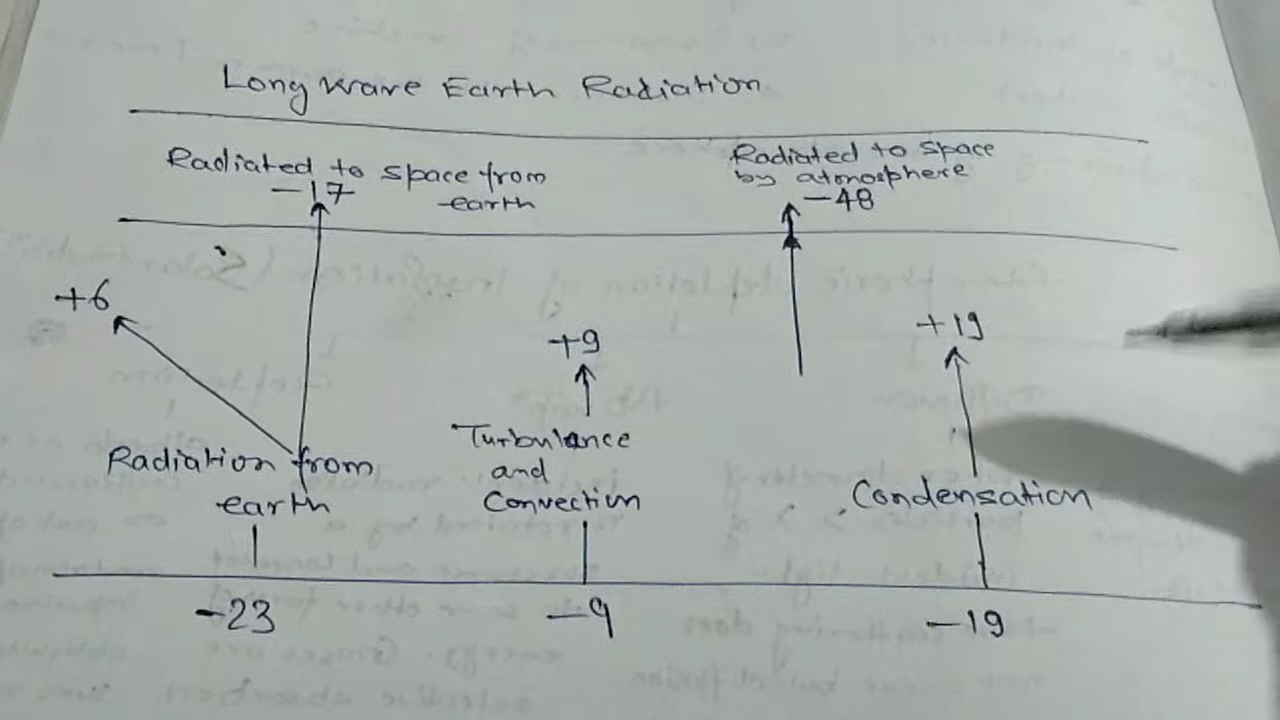 Long wave Earth Radiation
Radiated to space from
earth
-17
Radiated to space
by atomosphere
-48
+6
+9
+19
Radiation from
earth
Turbulance
and
Convection
Condensation
-23
-9
-19